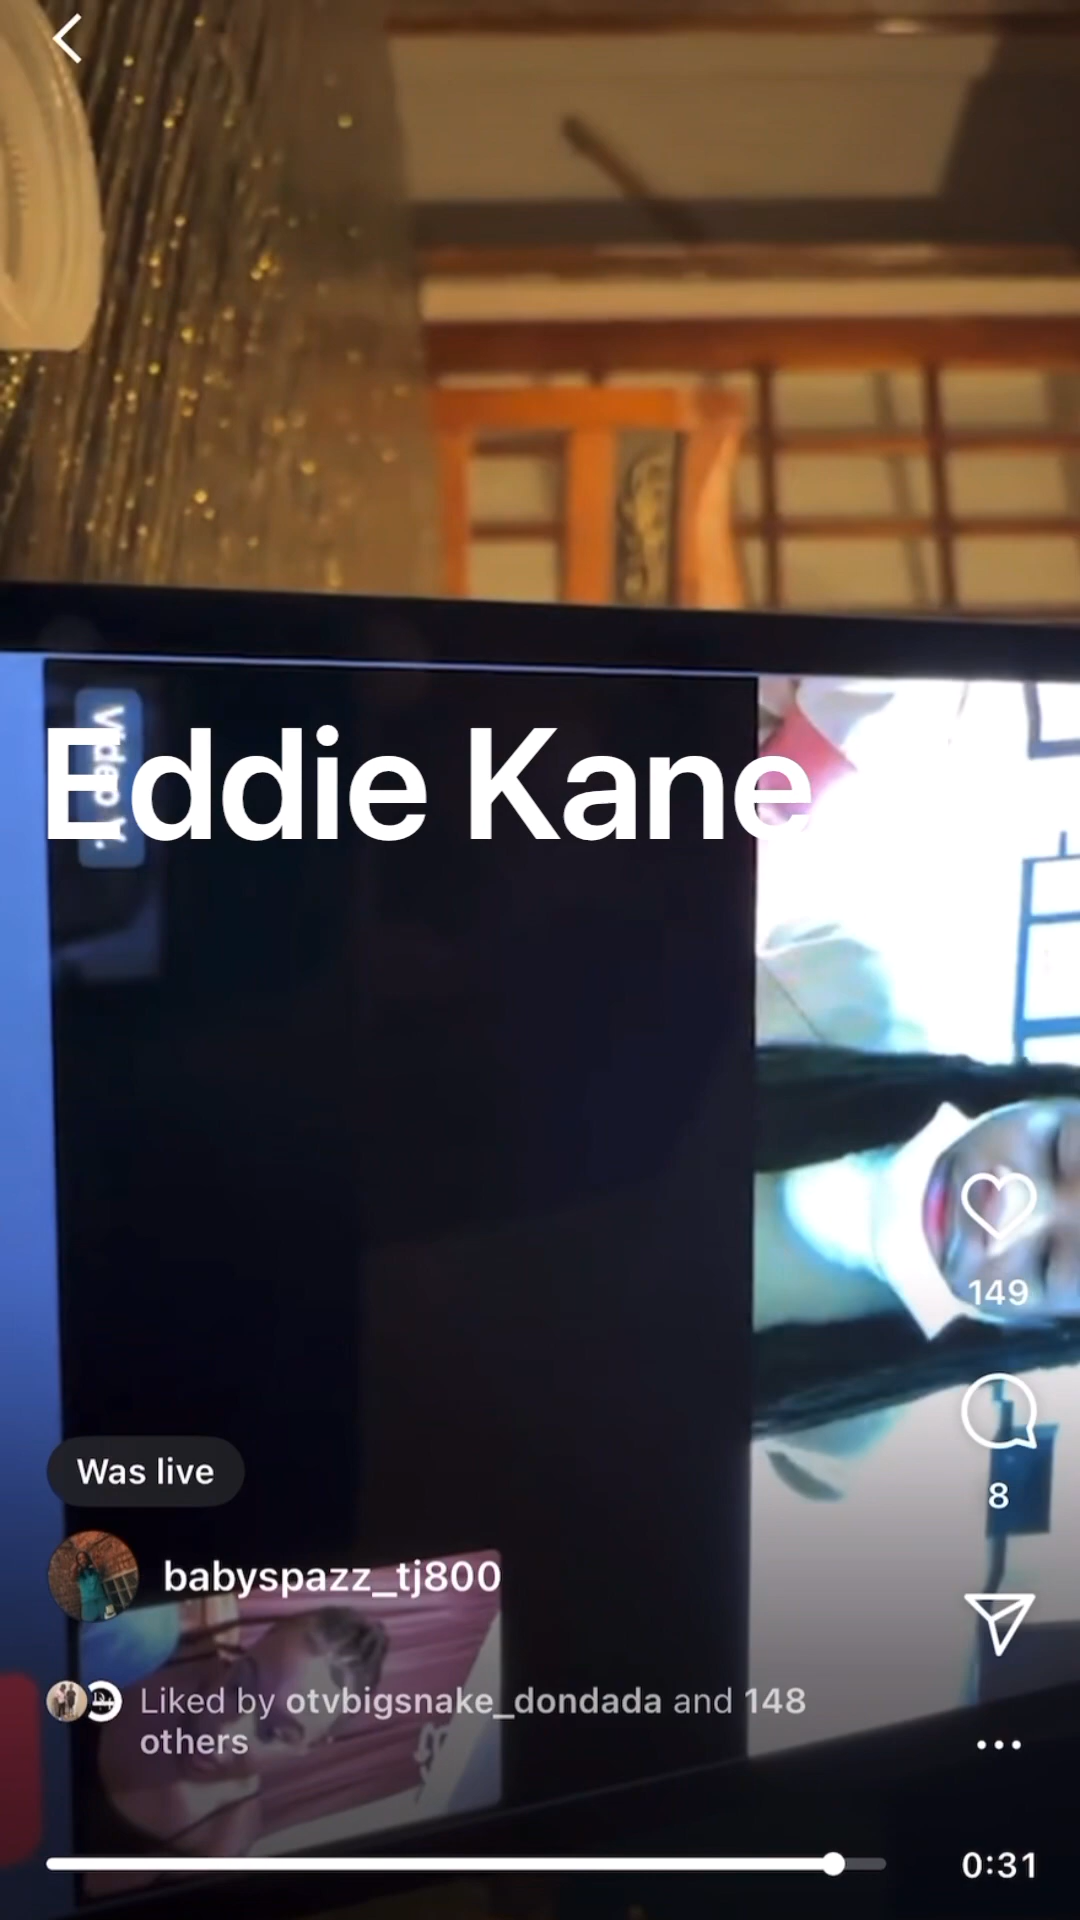 Eddie Kane
Was live
babyspazz_tj800
Liked by otvbigsnake_dondada and 148
others
149
8
0:31